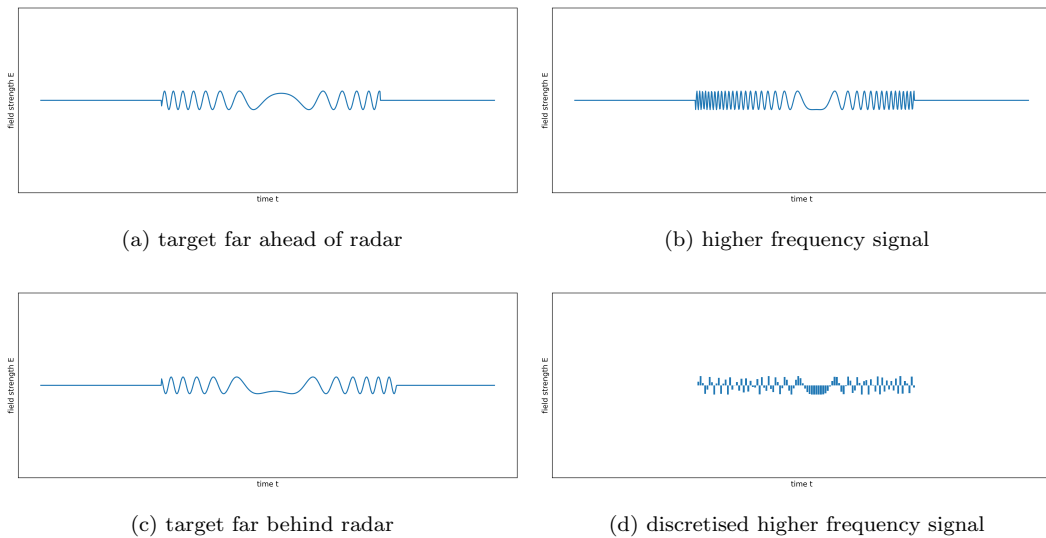 field strength E
time t
(a) target far ahead of radar
field strength E
time t
(b) higher frequency signal
field strength E
time t
(c) target far behind radar
field strength E
time t
(d) discretised higher frequency signal